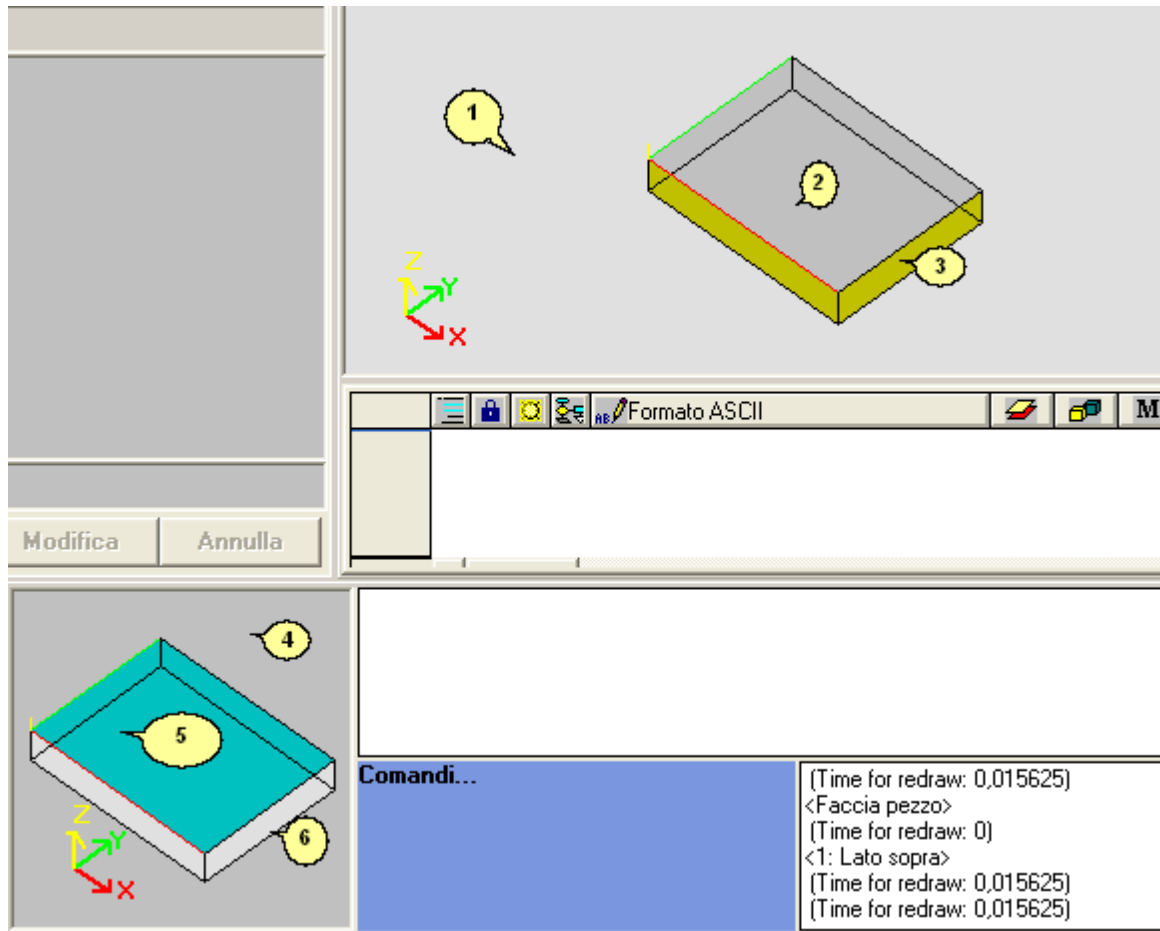 1
2
3
Z
Y
X
AB Formato ASCII M
Modifica Annulla
4
5
Z
Y
X
6
Comandi...
(Time for redraw: 0,015625)
<Faccia pezzo>
(Time for redraw: 0)
<1: Lato sopra>
(Time for redraw: 0,015625)
(Time for redraw: 0,015625)